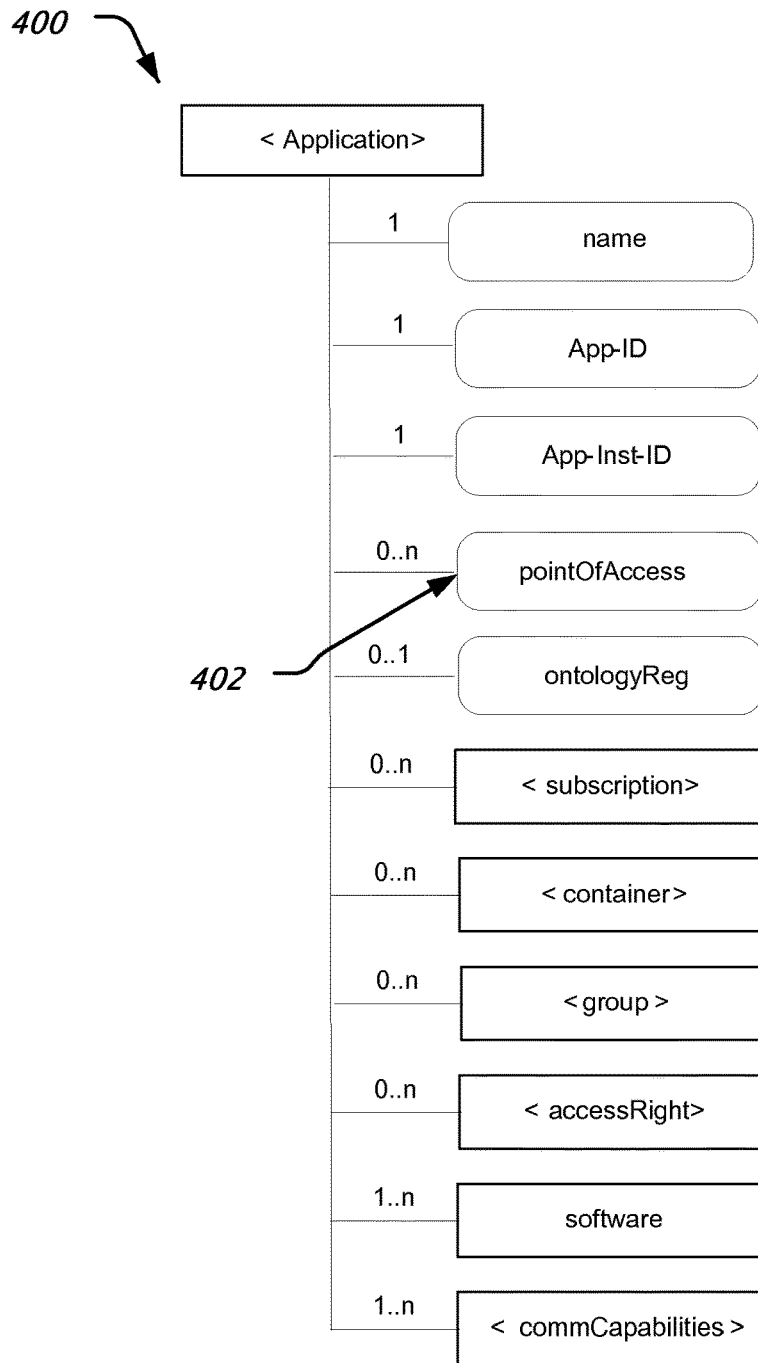 400
< Application>
1
name
1
App-ID
1
App-Inst-ID
0..n
pointOfAccess
402
0..1
ontologyReg
0..n
< subscription>
0..n
< container>
0..n
< group >
0..n
< accessRight>
1..n
software
1..n
< commCapabilities >